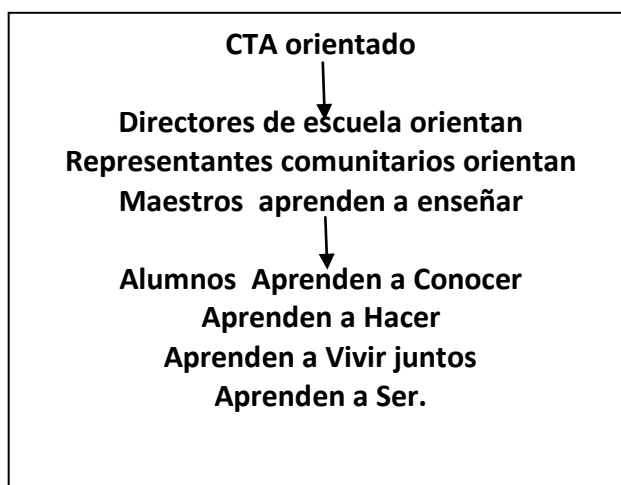 CTA orientado
Directores de escuela orientan
Representantes comunitarios orientan
Maestros aprenden a enseñar
Alumnos Aprenden a Conocer
Aprenden a Hacer
Aprenden a Vivir juntos
Aprenden a Ser.